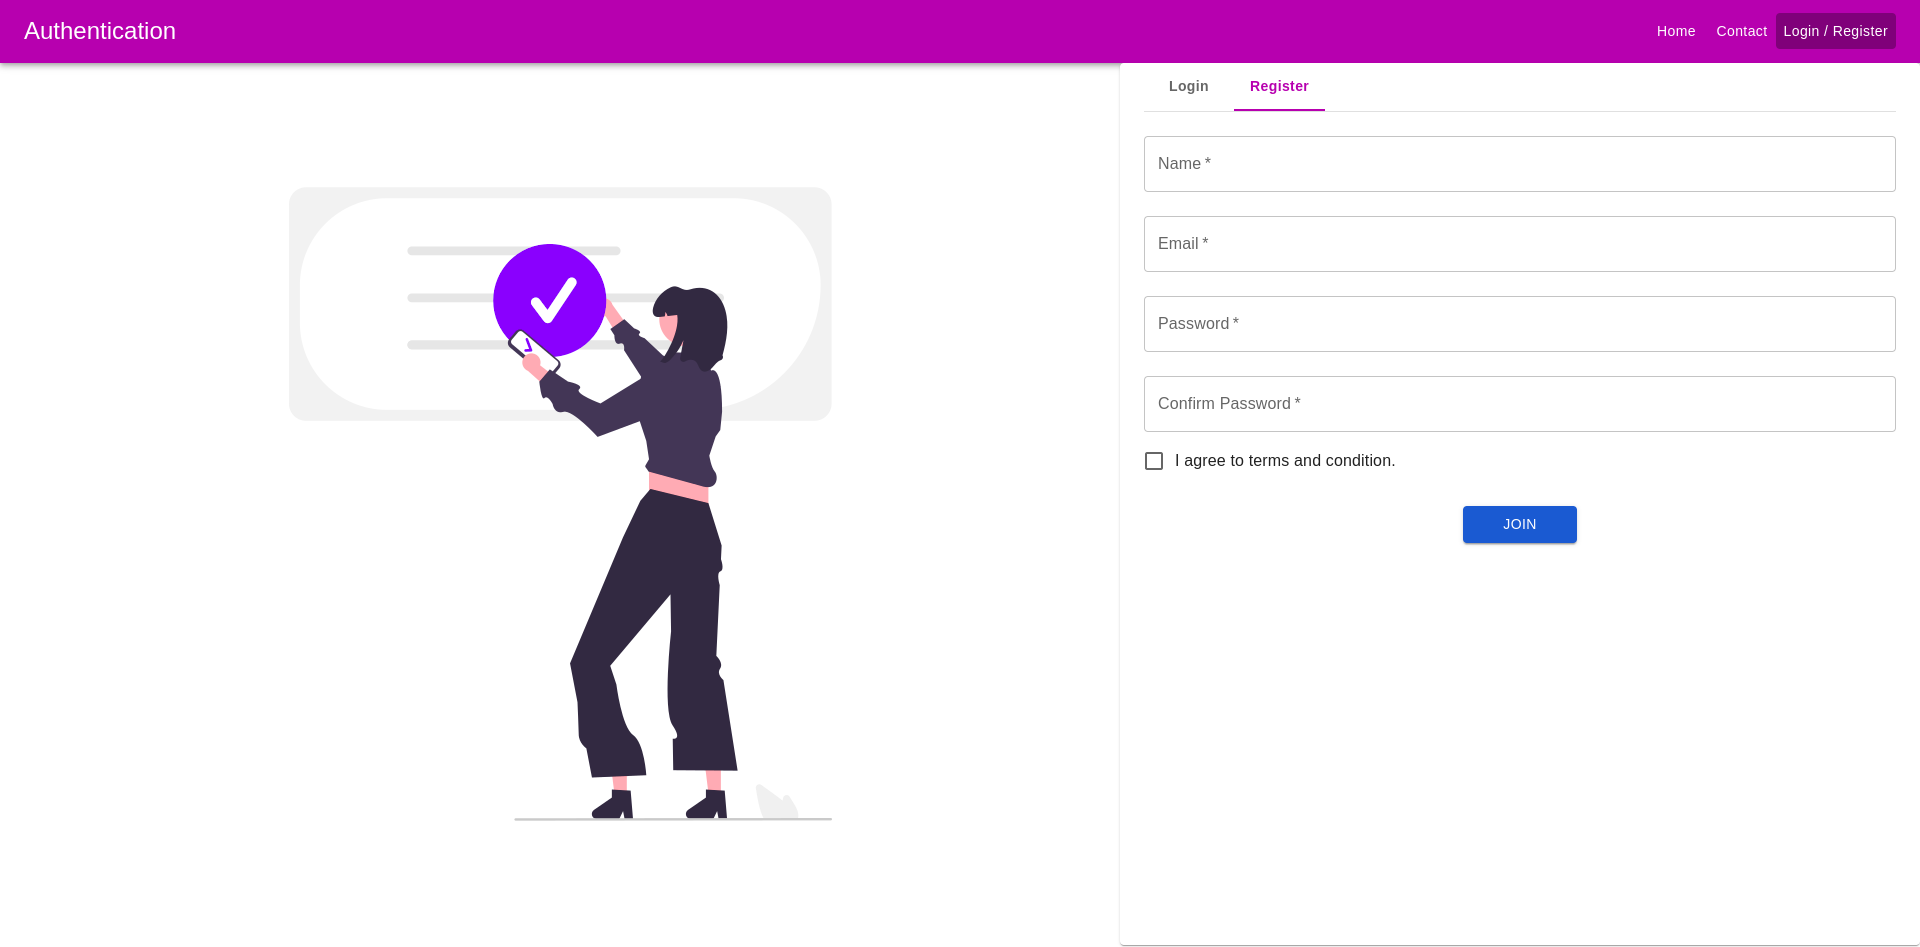 Authentication
Home Contact Login / Register
Login Register
Name *
Email *
Password *
Confirm Password *
I agree to terms and condition.
JOIN